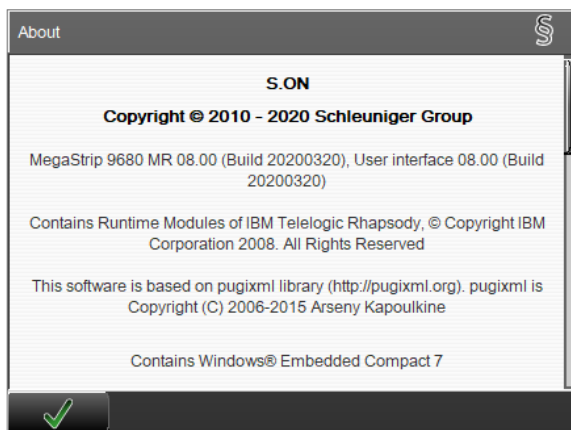 About
§
S.ON
Copyright © 2010 - 2020 Schleuniger Group
MegaStrip 9680 MR 08.00 (Build 20200320), User interface 08.00 (Build
20200320)
Contains Runtime Modules of IBM Telelogic Rhapsody, © Copyright IBM
Corporation 2008. All Rights Reserved
This software is based on pugixml library (http://pugixml.org). pugixml is
Copyright (C) 2006-2015 Arseny Kapoulkine
Contains Windows® Embedded Compact 7